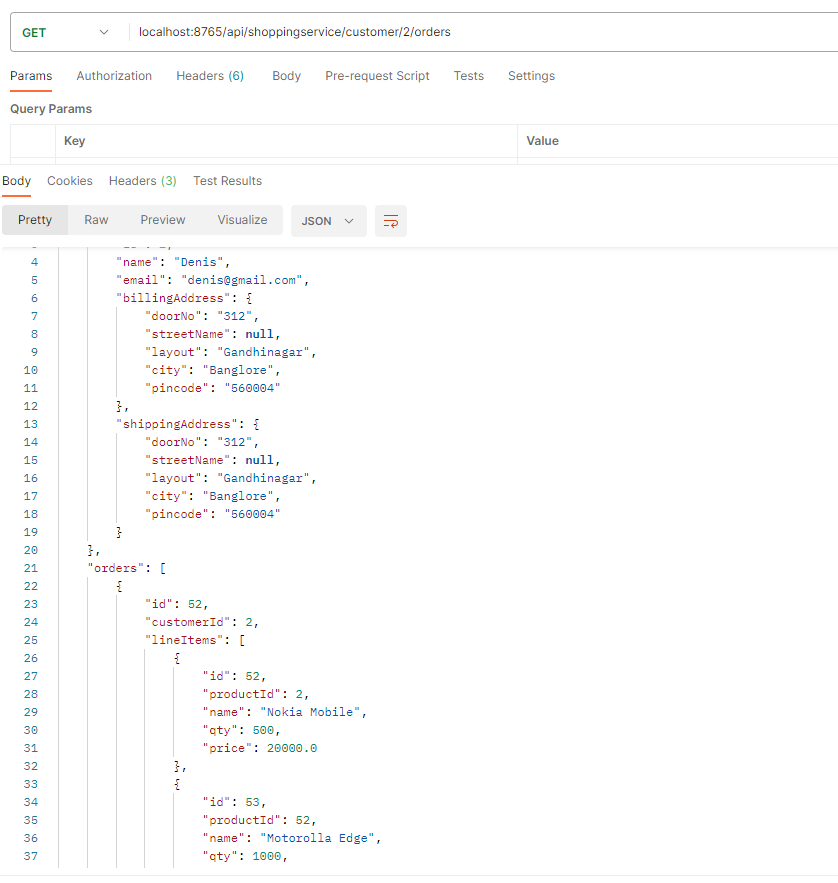 GET localhost:8765/api/shoppingservice/customer/2/orders
Params Authorization Headers (6) Body Pre-request Script Tests Settings
Query Params
Key Value
Body Cookies Headers (3) Test Results
Pretty Raw Preview Visualize JSON
4 "name": "Denis",
5 "email": "denis@gmail.com",
6 "billingAddress": {
7 "doorNo": "312",
8 "streetName": null,
9 "layout": "Gandhinagar",
10 "city": "Banglore",
11 "pincode": "560004"
12 },
13 "shippingAddress": {
14 "doorNo": "312",
15 "streetName": null,
16 "layout": "Gandhinagar",
17 "city": "Banglore",
18 "pincode": "560004"
19 }
20 },
21 "orders": [
22 {
23 "id": 52,
24 "customerId": 2,
25 "lineItems": [
26 {
27 "id": 52,
28 "productId": 2,
29 "name": "Nokia Mobile",
30 "qty": 500,
31 "price": 20000.0
32 },
33 {
34 "id": 53,
35 "productId": 52,
36 "name": "Motorolla Edge",
37 "qty": 1000,